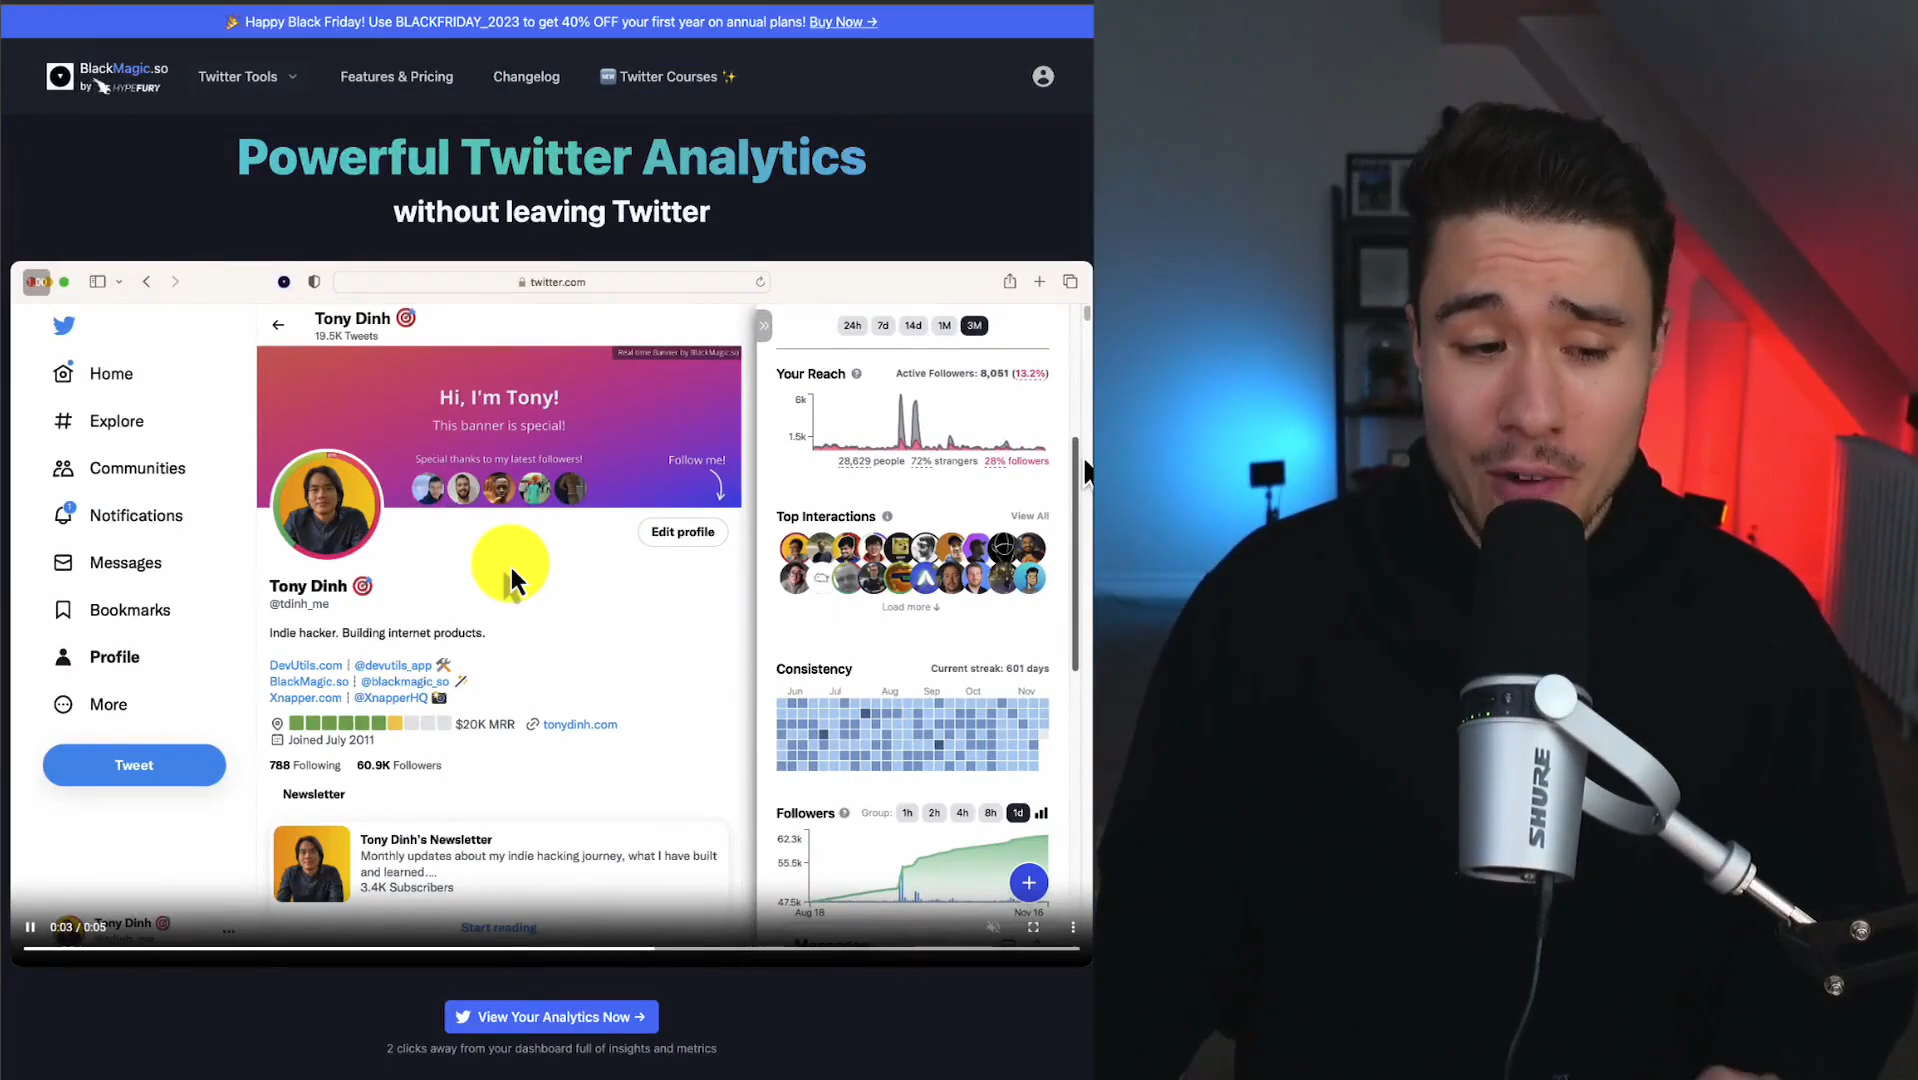 🎉 Happy Black Friday! Use BLACKFRIDAY_2023 to get 40% OFF your first year on annual plans! Buy Now →
BlackMagic.so
by HYPEFURY
Twitter Tools
Features & Pricing
Changelog
🆕 Twitter Courses ✨
Powerful Twitter Analytics
without leaving Twitter
twitter.com
Tony Dinh 🎯
19.5K Tweets
Home
Explore
Communities
1
Notifications
Messages
Bookmarks
Profile
More
Tweet
Real-time Banner by BlackMagic.so
Hi, I'm Tony!
This banner is special!
Special thanks to my latest followers!
Follow me!
Edit profile
Tony Dinh 🎯
@tdinh_me
Indie hacker. Building internet products.
DevUtils.com | @devutils_app 🛠
BlackMagic.so | @blackmagic_so 🪄
Xnapper.com | @XnapperHQ 📸
$20K MRR tonydinh.com
Joined July 2011
788 Following 60.9K Followers
Newsletter
Tony Dinh's Newsletter
Monthly updates about my indie hacking journey, what I have built
and learned....
3.4K Subscribers
Start reading
24h 7d 14d 1M 3M
Your Reach
Active Followers: 8,051 (13.2%)
6k
1.5k
28,629 people 72% strangers 28% followers
Top Interactions
View All
Load more ↓
Consistency
Current streak: 601 days
Jun Jul Aug Sep Oct Nov
Followers
Group: 1h 2h 4h 8h 1d
62.3k
55.5k
47.5k
Aug 18 Nov 16
Tony Dinh 🎯
0:03 / 0:05
View Your Analytics Now →
2 clicks away from your dashboard full of insights and metrics
SHURE